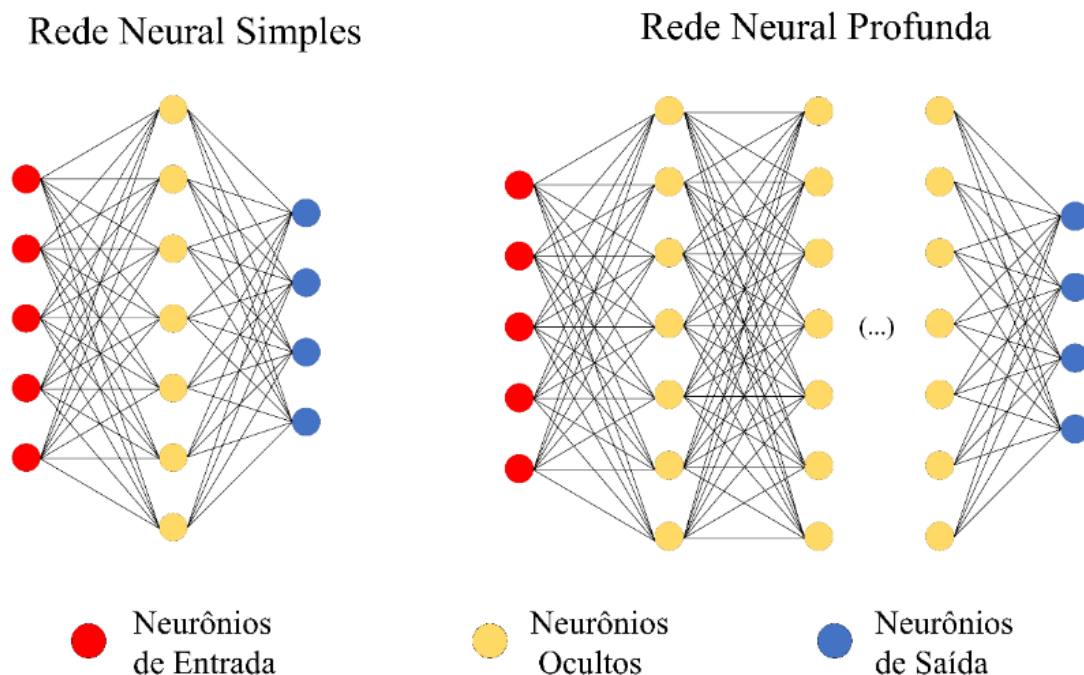 Rede Neural Simples
Rede Neural Profunda
(...)
Neurônios
de Entrada
Neurônios
Ocultos
Neurônios
de Saída